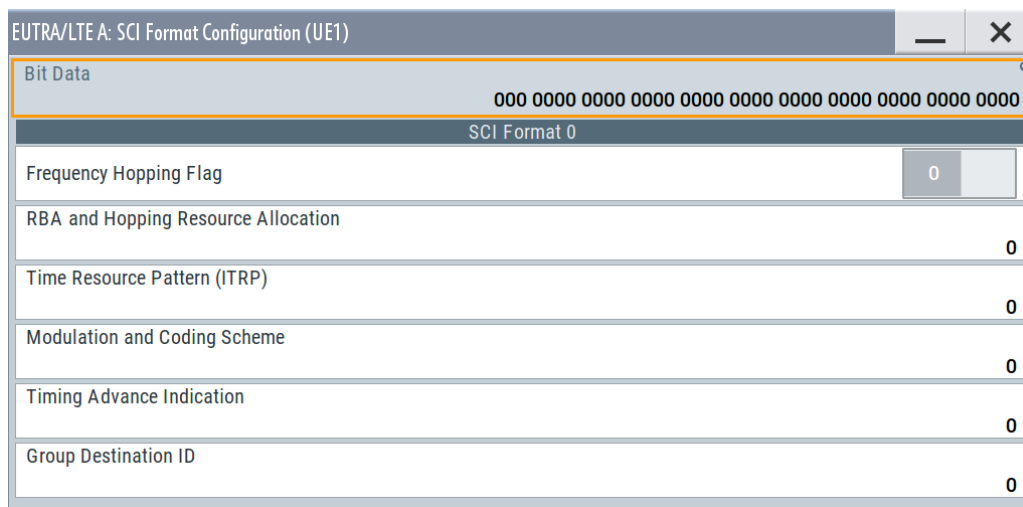 EUTRA/LTE A: SCI Format Configuration (UE1)
Bit Data
000 0000 0000 0000 0000 0000 0000 0000 0000 0000 0000
SCI Format 0
Frequency Hopping Flag
0
RBA and Hopping Resource Allocation
0
Time Resource Pattern (ITRP)
0
Modulation and Coding Scheme
0
Timing Advance Indication
0
Group Destination ID
0